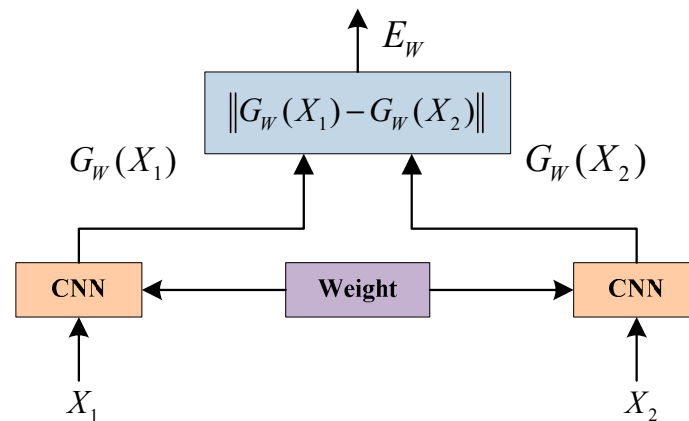 E_W
||G_W(X_1)-G_W(X_2)||
G_W(X_1) G_W(X_2)
CNN Weight CNN
X_1 X_2